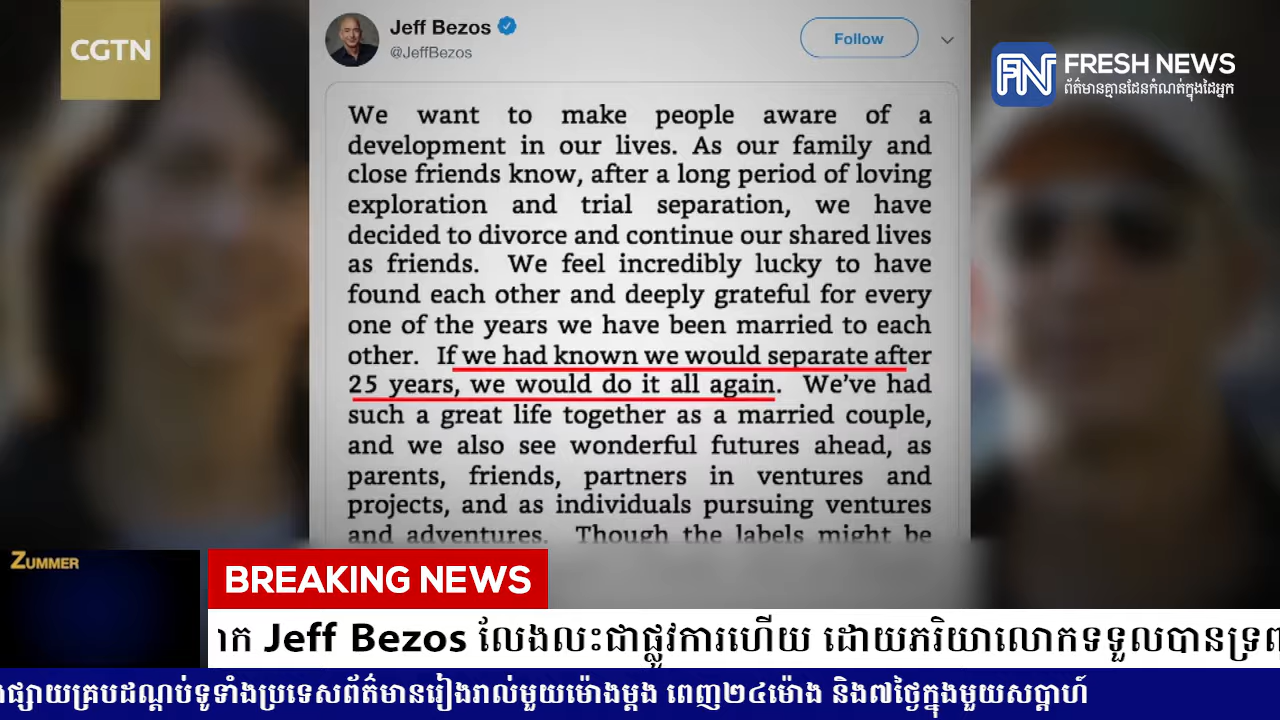 CGTN
Jeff Bezos
@JeffBezos
Follow
FRESH NEWS
ព័ត៌មានគ្មានដែនកំណត់ក្នុងដៃអ្នក
We want to make people aware of a
development in our lives. As our family and
close friends know, after a long period of loving
exploration and trial separation, we have
decided to divorce and continue our shared lives
as friends. We feel incredibly lucky to have
found each other and deeply grateful for every
one of the years we have been married to each
other. If we had known we would separate after
25 years, we would do it all again. We’ve had
such a great life together as a married couple,
and we also see wonderful futures ahead, as
parents, friends, partners in ventures and
projects, and as individuals pursuing ventures
and adventures. Though the labels might be
ZUMMER
BREAKING NEWS
Jeff Bezos លែងលះជាផ្លូវការហើយ ដោយភរិយាលោកទទួលបាន
ផ្សាយគ្របដណ្តប់ទូទាំងប្រទេសព័ត៌មានរៀងរាល់មួយម៉ោងម្តង ពេញ២៤ម៉ោង និង៧ថ្ងៃក្នុងមួយសប្តាហ៍